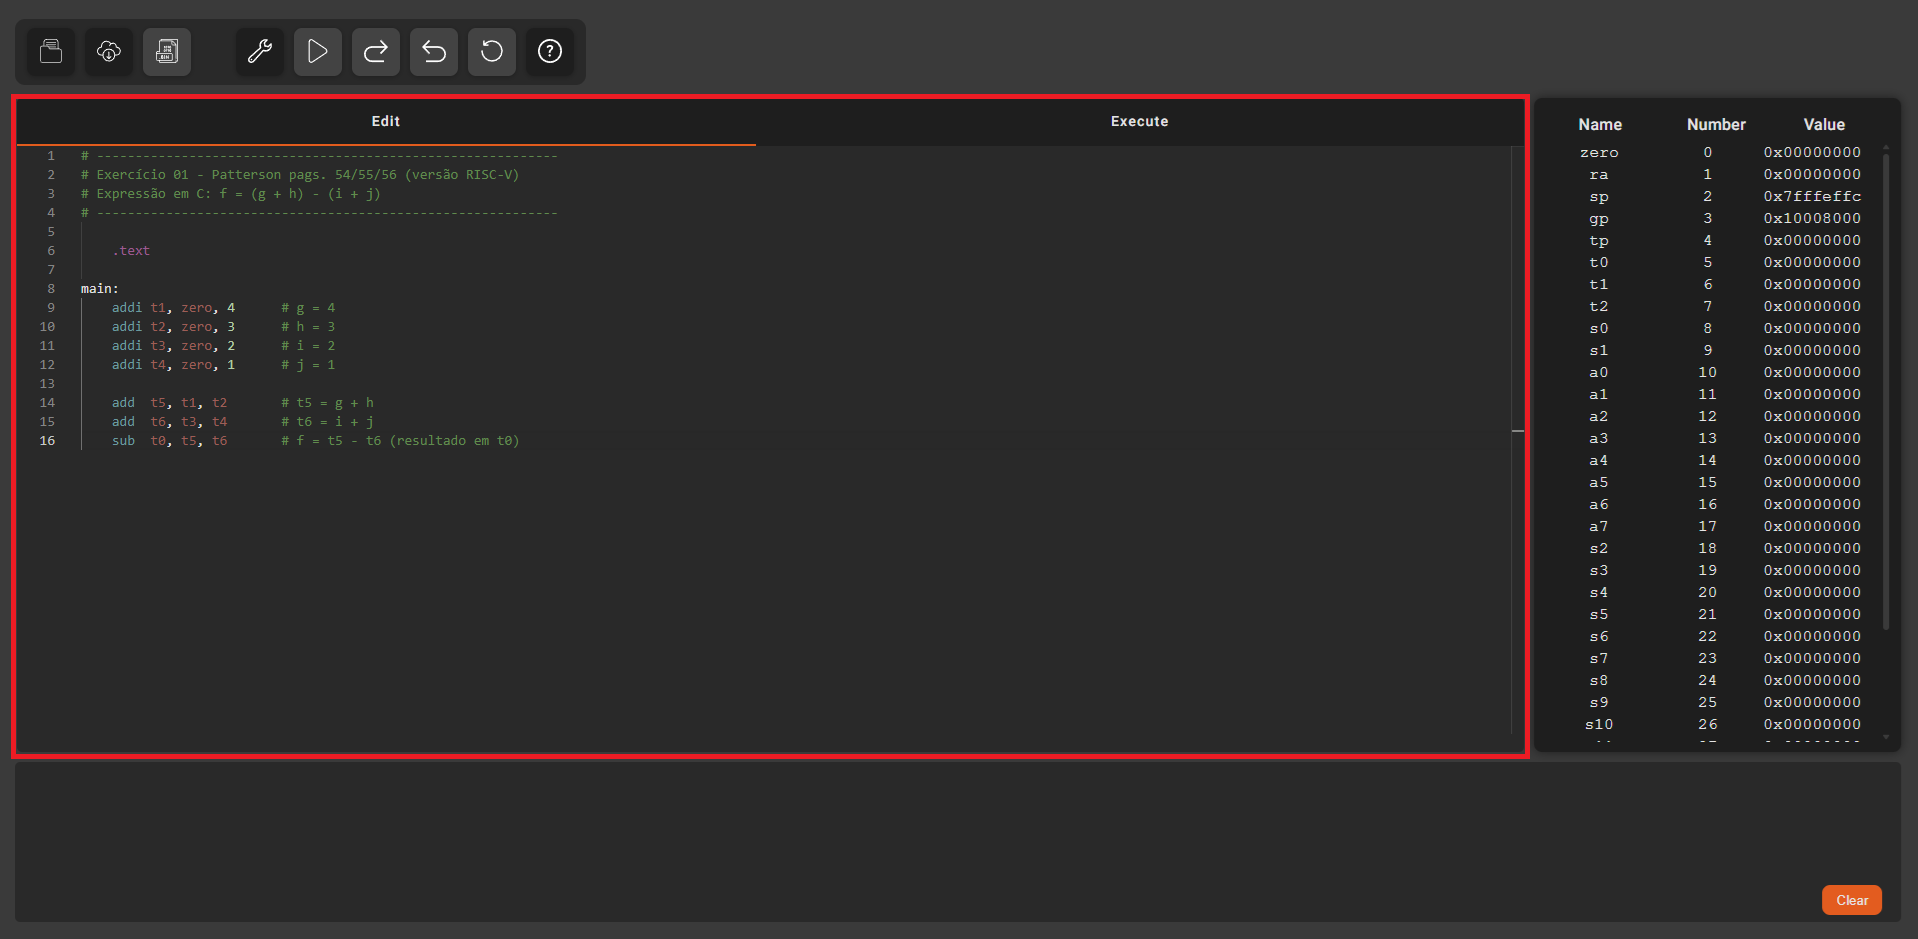 Edit Execute
1 # ------------------------------------------------------------
2 # Exercício 01 - Patterson pags. 54/55/56 (versão RISC-V)
3 # Expressão em C: f = (g + h) - (i + j)
4 # ------------------------------------------------------------
5
6 .text
7
8 main:
9 addi t1, zero, 4 # g = 4
10 addi t2, zero, 3 # h = 3
11 addi t3, zero, 2 # i = 2
12 addi t4, zero, 1 # j = 1
13
14 add t5, t1, t2 # t5 = g + h
15 add t6, t3, t4 # t6 = i + j
16 sub t0, t5, t6 # f = t5 - t6 (resultado em t0)
Name Number Value
zero 0 0x00000000
ra 1 0x00000000
sp 2 0x7fffeffc
gp 3 0x10008000
tp 4 0x00000000
t0 5 0x00000000
t1 6 0x00000000
t2 7 0x00000000
s0 8 0x00000000
s1 9 0x00000000
a0 10 0x00000000
a1 11 0x00000000
a2 12 0x00000000
a3 13 0x00000000
a4 14 0x00000000
a5 15 0x00000000
a6 16 0x00000000
a7 17 0x00000000
s2 18 0x00000000
s3 19 0x00000000
s4 20 0x00000000
s5 21 0x00000000
s6 22 0x00000000
s7 23 0x00000000
s8 24 0x00000000
s9 25 0x00000000
s10 26 0x00000000
Clear